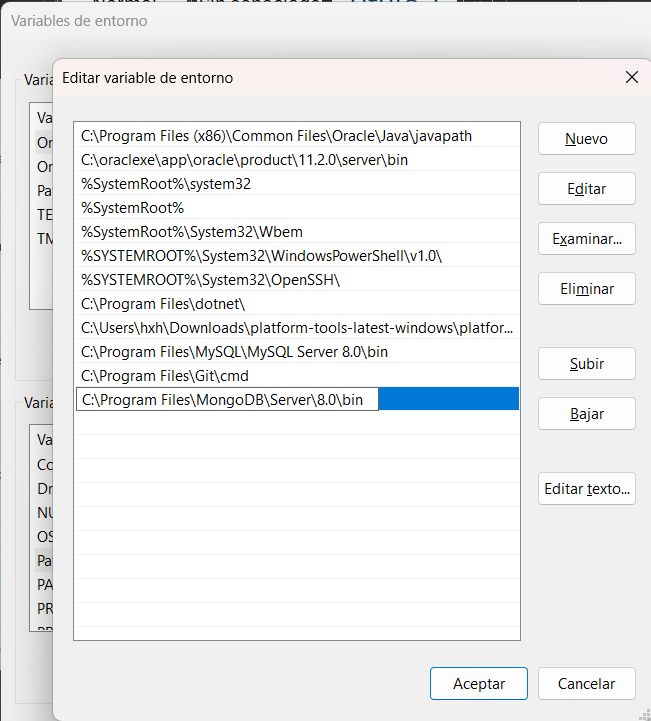 Variables de entorno
Editar variable de entorno
C:\Program Files (x86)\Common Files\Oracle\Java\javapath
C:\oraclexe\app\oracle\product\11.2.0\server\bin
%SystemRoot%\system32
%SystemRoot%
%SystemRoot%\System32\Wbem
%SYSTEMROOT%\System32\WindowsPowerShell\v1.0\
%SYSTEMROOT%\System32\OpenSSH\
C:\Program Files\dotnet\
C:\Users\hxh\Downloads\platform-tools-latest-windows\platfor...
C:\Program Files\MySQL\MySQL Server 8.0\bin
C:\Program Files\Git\cmd
C:\Program Files\MongoDB\Server\8.0\bin
Nuevo
Editar
Examinar...
Eliminar
Subir
Bajar
Editar texto...
Aceptar
Cancelar
Varia
Va
Or
Or
Pa
TE
TM
Varia
Va
Co
Dr
NU
OS
Pa
PA
PR